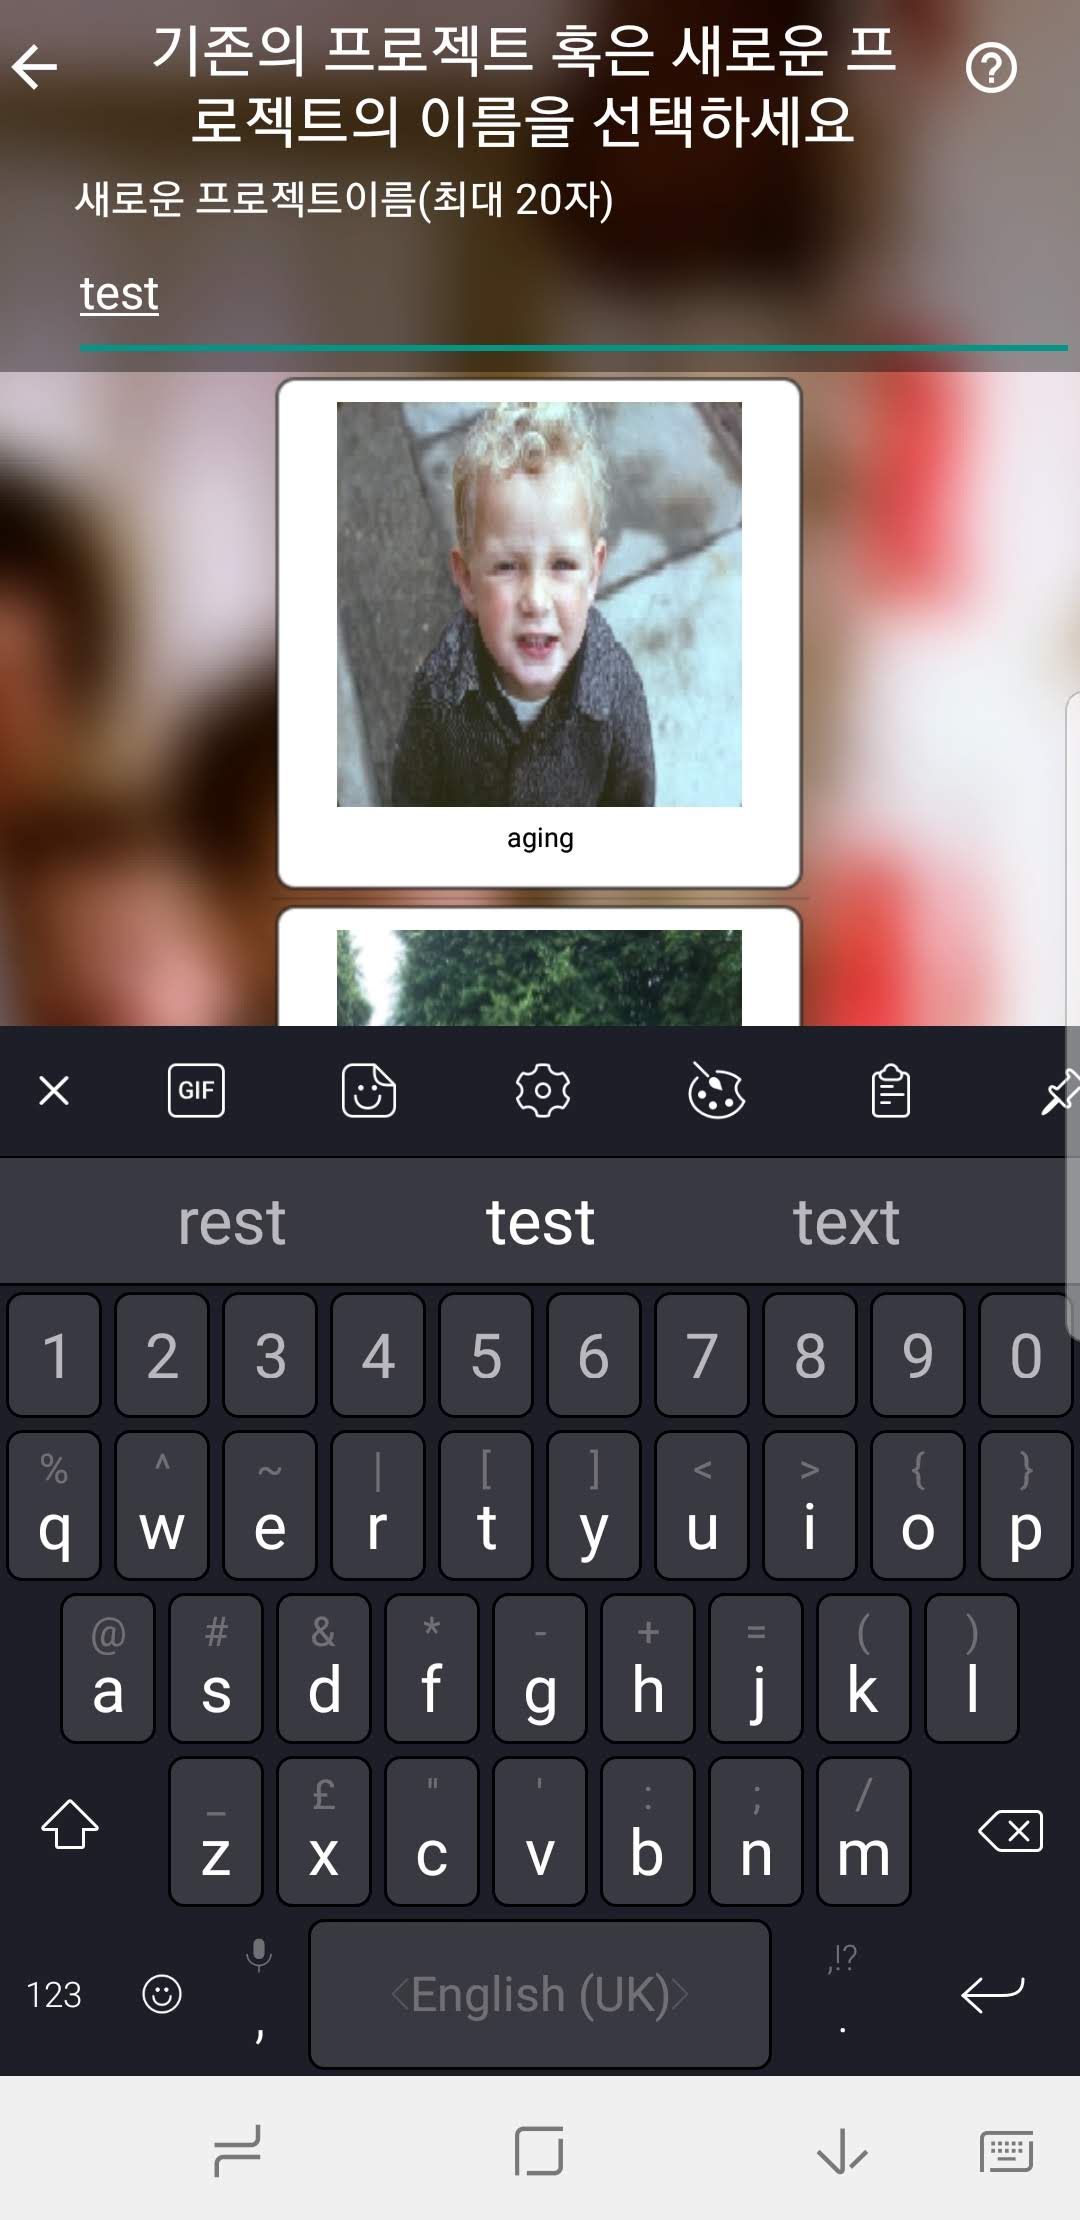 기존의 프로젝트 혹은 새로운 프
로젝트의 이름을 선택하세요
새로운 프로젝트이름(최대 20자)
test
aging
GIF
rest test text
1 2 3 4 5 6 7 8 9 0
% ^ ~ | [ ] < > { }
q w e r t y u i o p
@ # & * - + = ( )
a s d f g h j k l
_ £ " ' : ; /
z x c v b n m
,!?
123 , English (UK) .